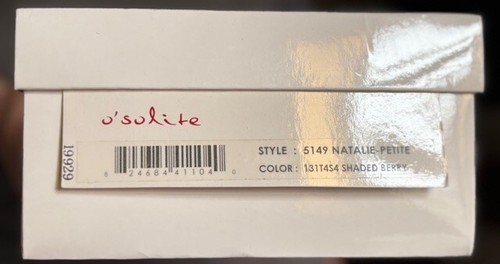 o'solite
19929
6 24684 41104 0
STYLE : 5149 NATALIE-PETITE
COLOR : 131T4S4 SHADED BERRY